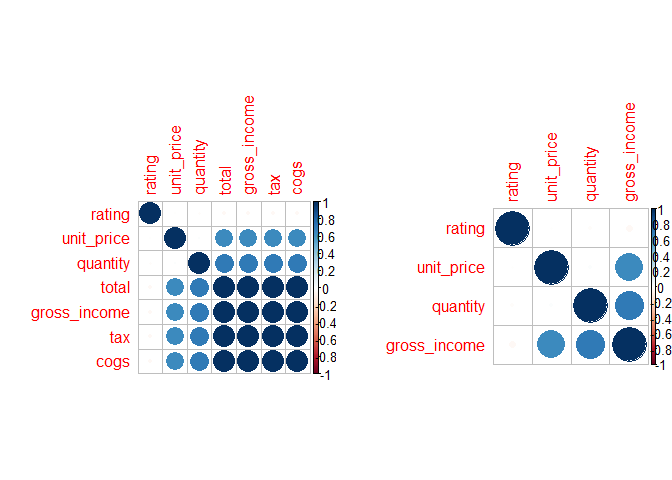 rating
unit_price
quantity
total
gross_income
tax
cogs
rating
unit_price
quantity
total
gross_income
tax
cogs
1
0.8
0.6
0.4
0.2
0
-0.2
-0.4
-0.6
-0.8
-1
rating
unit_price
quantity
gross_income
rating
unit_price
quantity
gross_income
1
0.8
0.6
0.4
0.2
0
-0.2
-0.4
-0.6
-0.8
-1